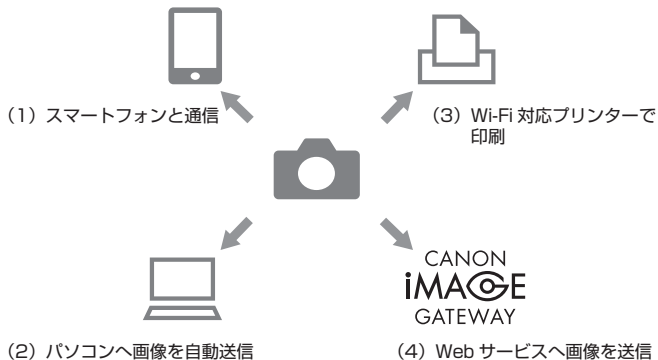 (1) スマートフォンと通信
(3) Wi-Fi 対応プリンターで
印刷
(2) パソコンへ画像を自動送信
CANON
iMAGE
GATEWAY
(4) Web サービスへ画像を送信